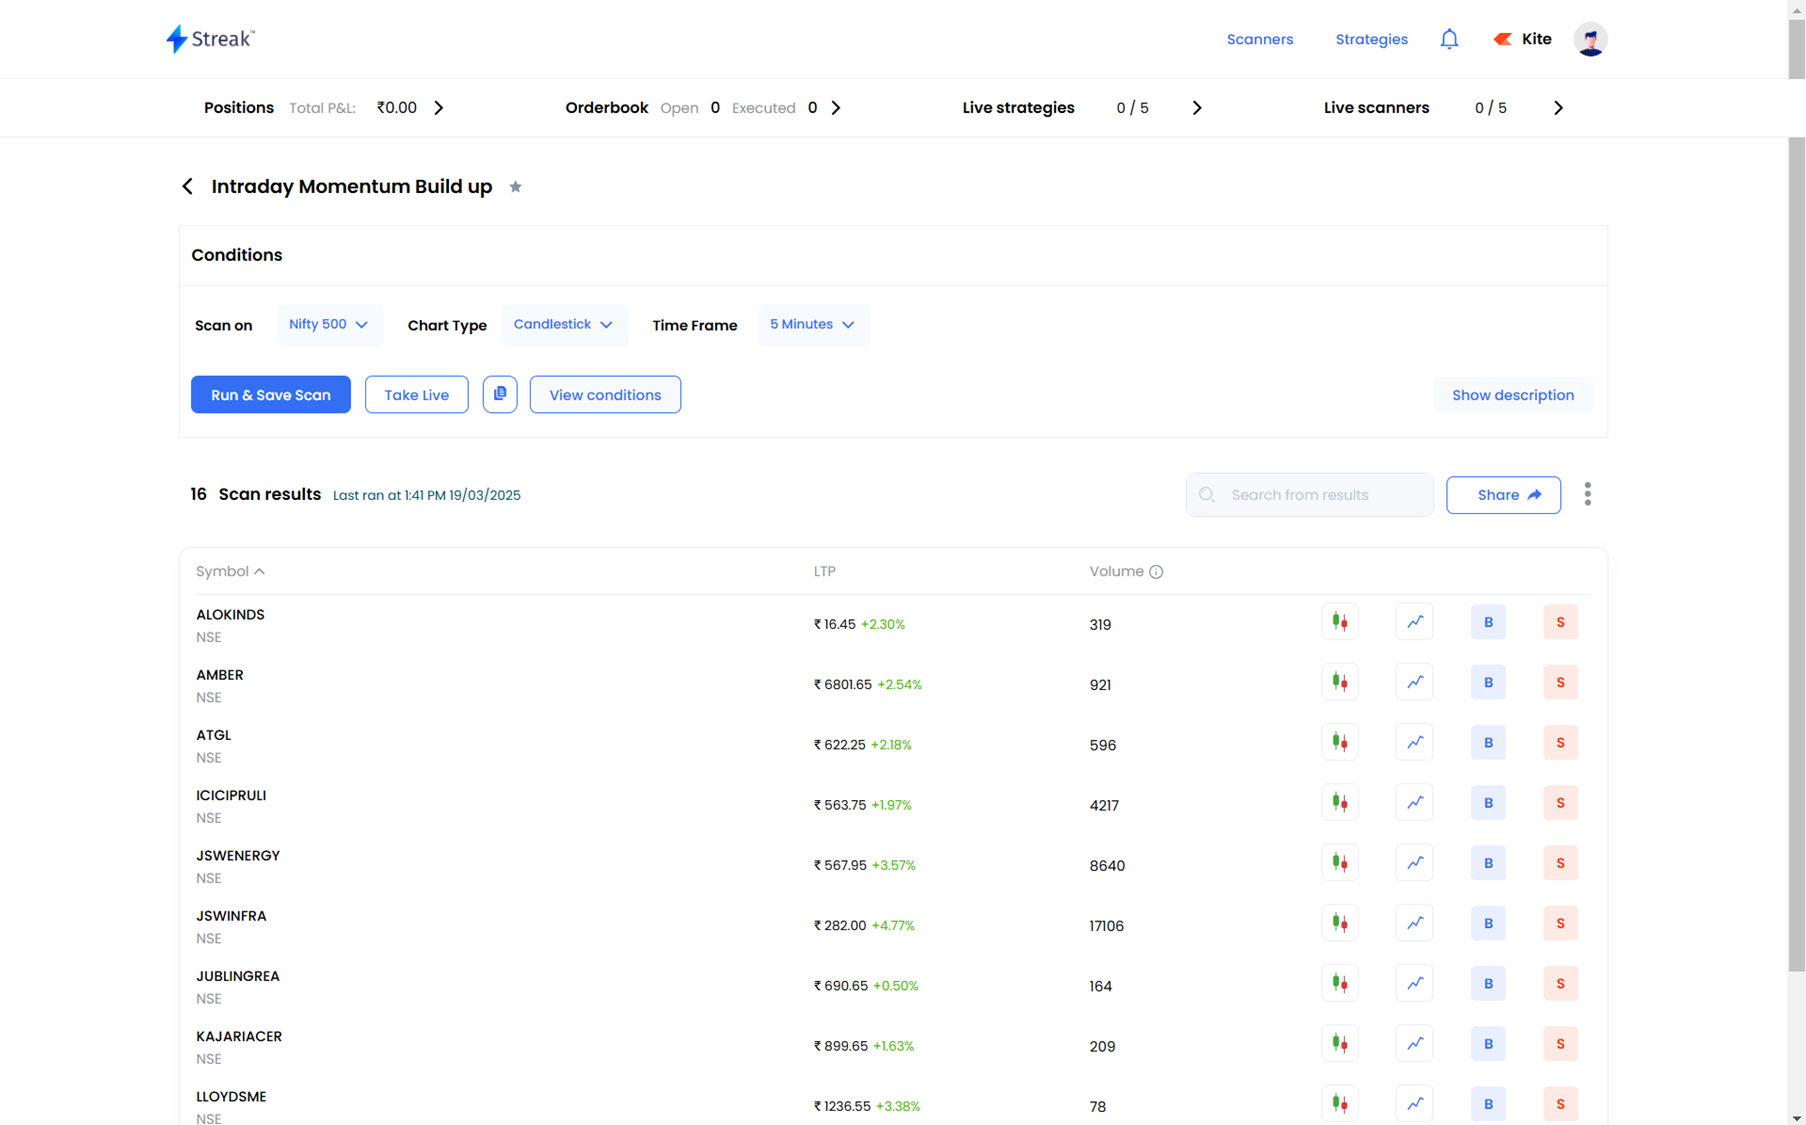 Streak™
Scanners Strategies Kite
Positions Total P&L: ₹0.00 Orderbook Open 0 Executed 0 Live strategies 0 / 5 Live scanners 0 / 5
Intraday Momentum Build up
Conditions
Scan on Nifty 500 Chart Type Candlestick Time Frame 5 Minutes
Run & Save Scan Take Live View conditions Show description
16 Scan results Last ran at 1:41 PM 19/03/2025 Search from results Share
Symbol LTP Volume
ALOKINDS
NSE
₹ 16.45 +2.30% 319 B S
AMBER
NSE
₹ 6801.65 +2.54% 921 B S
ATGL
NSE
₹ 622.25 +2.18% 596 B S
ICICIPRULI
NSE
₹ 563.75 +1.97% 4217 B S
JSWENERGY
NSE
₹ 567.95 +3.57% 8640 B S
JSWINFRA
NSE
₹ 282.00 +4.77% 17106 B S
JUBLINGREA
NSE
₹ 690.65 +0.50% 164 B S
KAJARIACER
NSE
₹ 899.65 +1.63% 209 B S
LLOYDSME
NSE
₹ 1236.55 +3.38% 78 B S